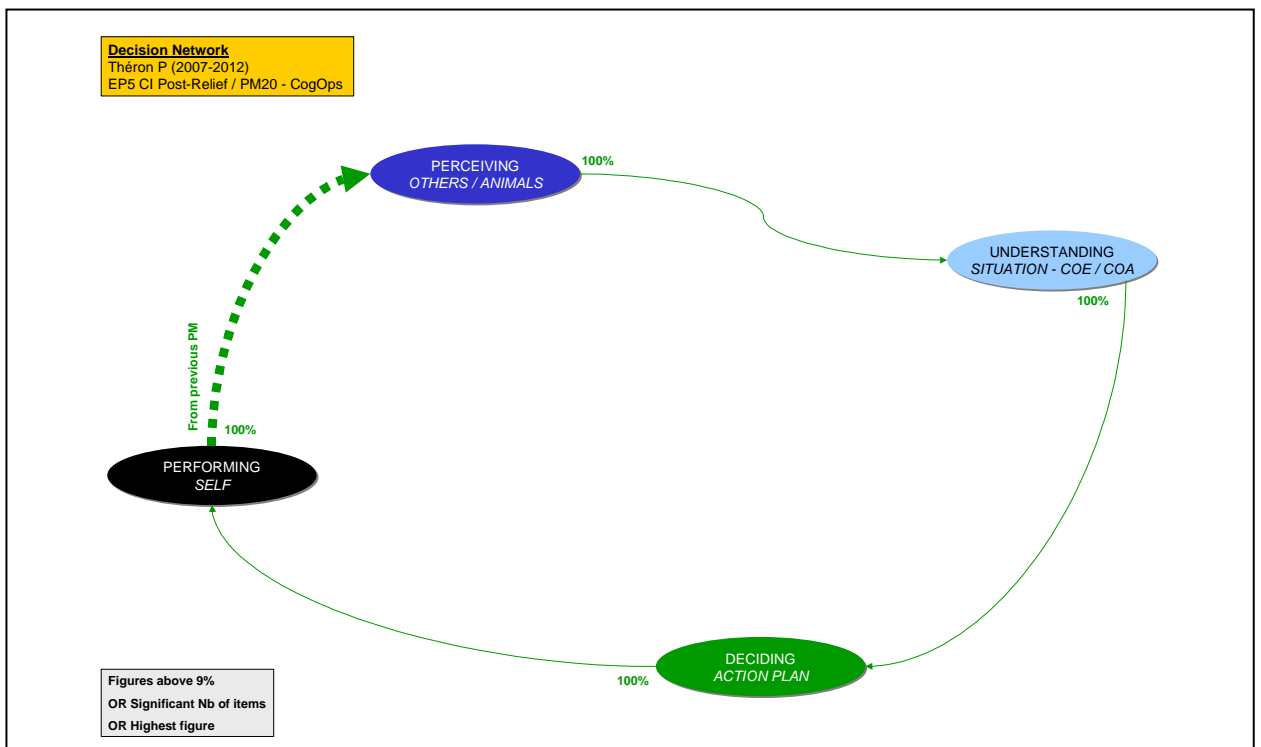 Decision Network
Théron P (2007-2012)
EP5 CI Post-Relief / PM20 - CogOps
PERCEIVING
OTHERS / ANIMALS
100%
UNDERSTANDING
SITUATION - COE / COA
100%
From previous PM
100%
PERFORMING
SELF
DECIDING
ACTION PLAN
100%
Figures above 9%
OR Significant Nb of items
OR Highest figure